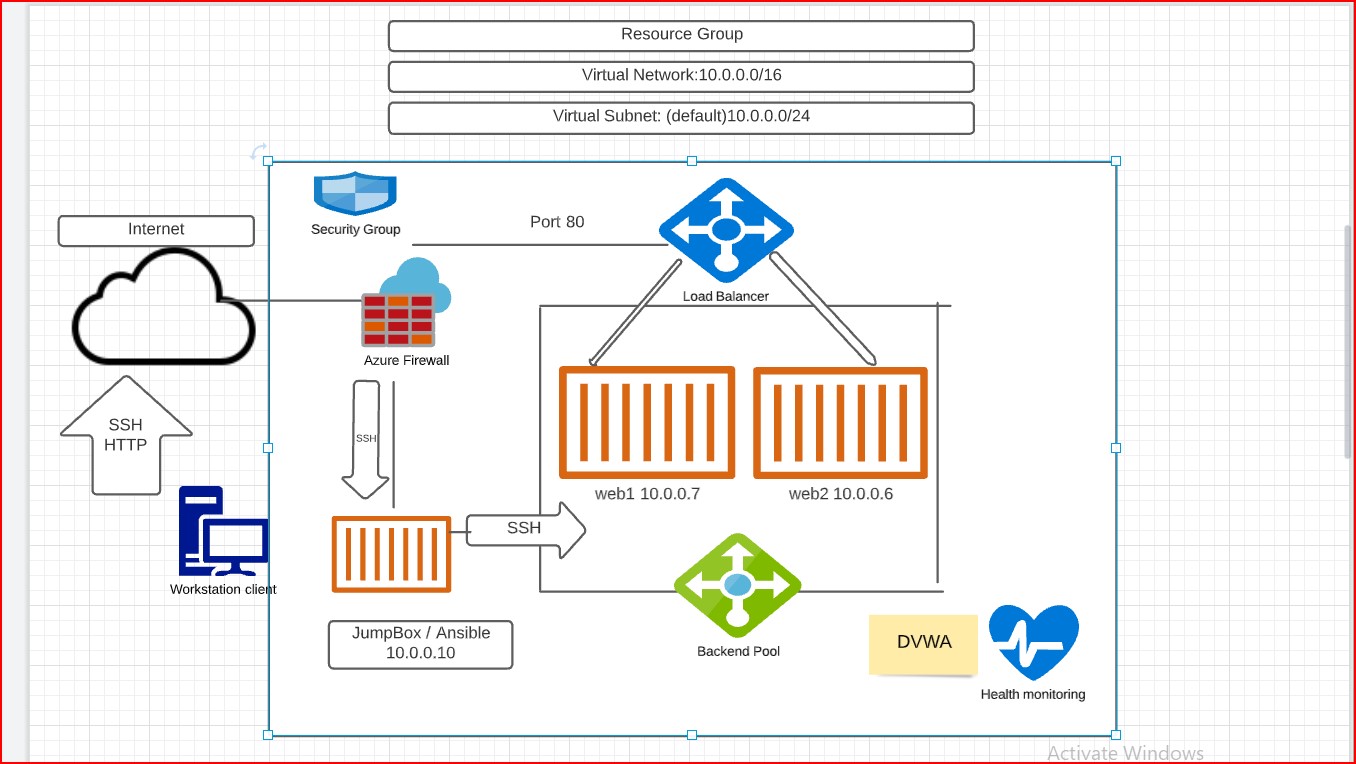 Resource Group
Virtual Network:10.0.0.0/16
Virtual Subnet: (default)10.0.0.0/24
Security Group
Port 80
Internet
Load Balancer
Azure Firewall
SSH
HTTP
SSH
web1 10.0.0.7
web2 10.0.0.6
SSH
Workstation client
JumpBox / Ansible
10.0.0.10
Backend Pool
DVWA
Health monitoring
Activate Windows